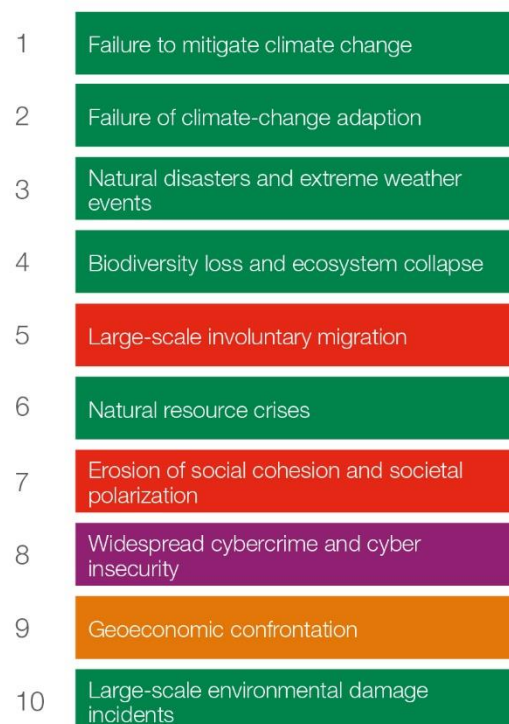 1
Failure to mitigate climate change
2
Failure of climate-change adaption
3
Natural disasters and extreme weather
events
4
Biodiversity loss and ecosystem collapse
5
Large-scale involuntary migration
6
Natural resource crises
7
Erosion of social cohesion and societal
polarization
8
Widespread cybercrime and cyber
insecurity
9
Geoeconomic confrontation
10
Large-scale environmental damage
incidents